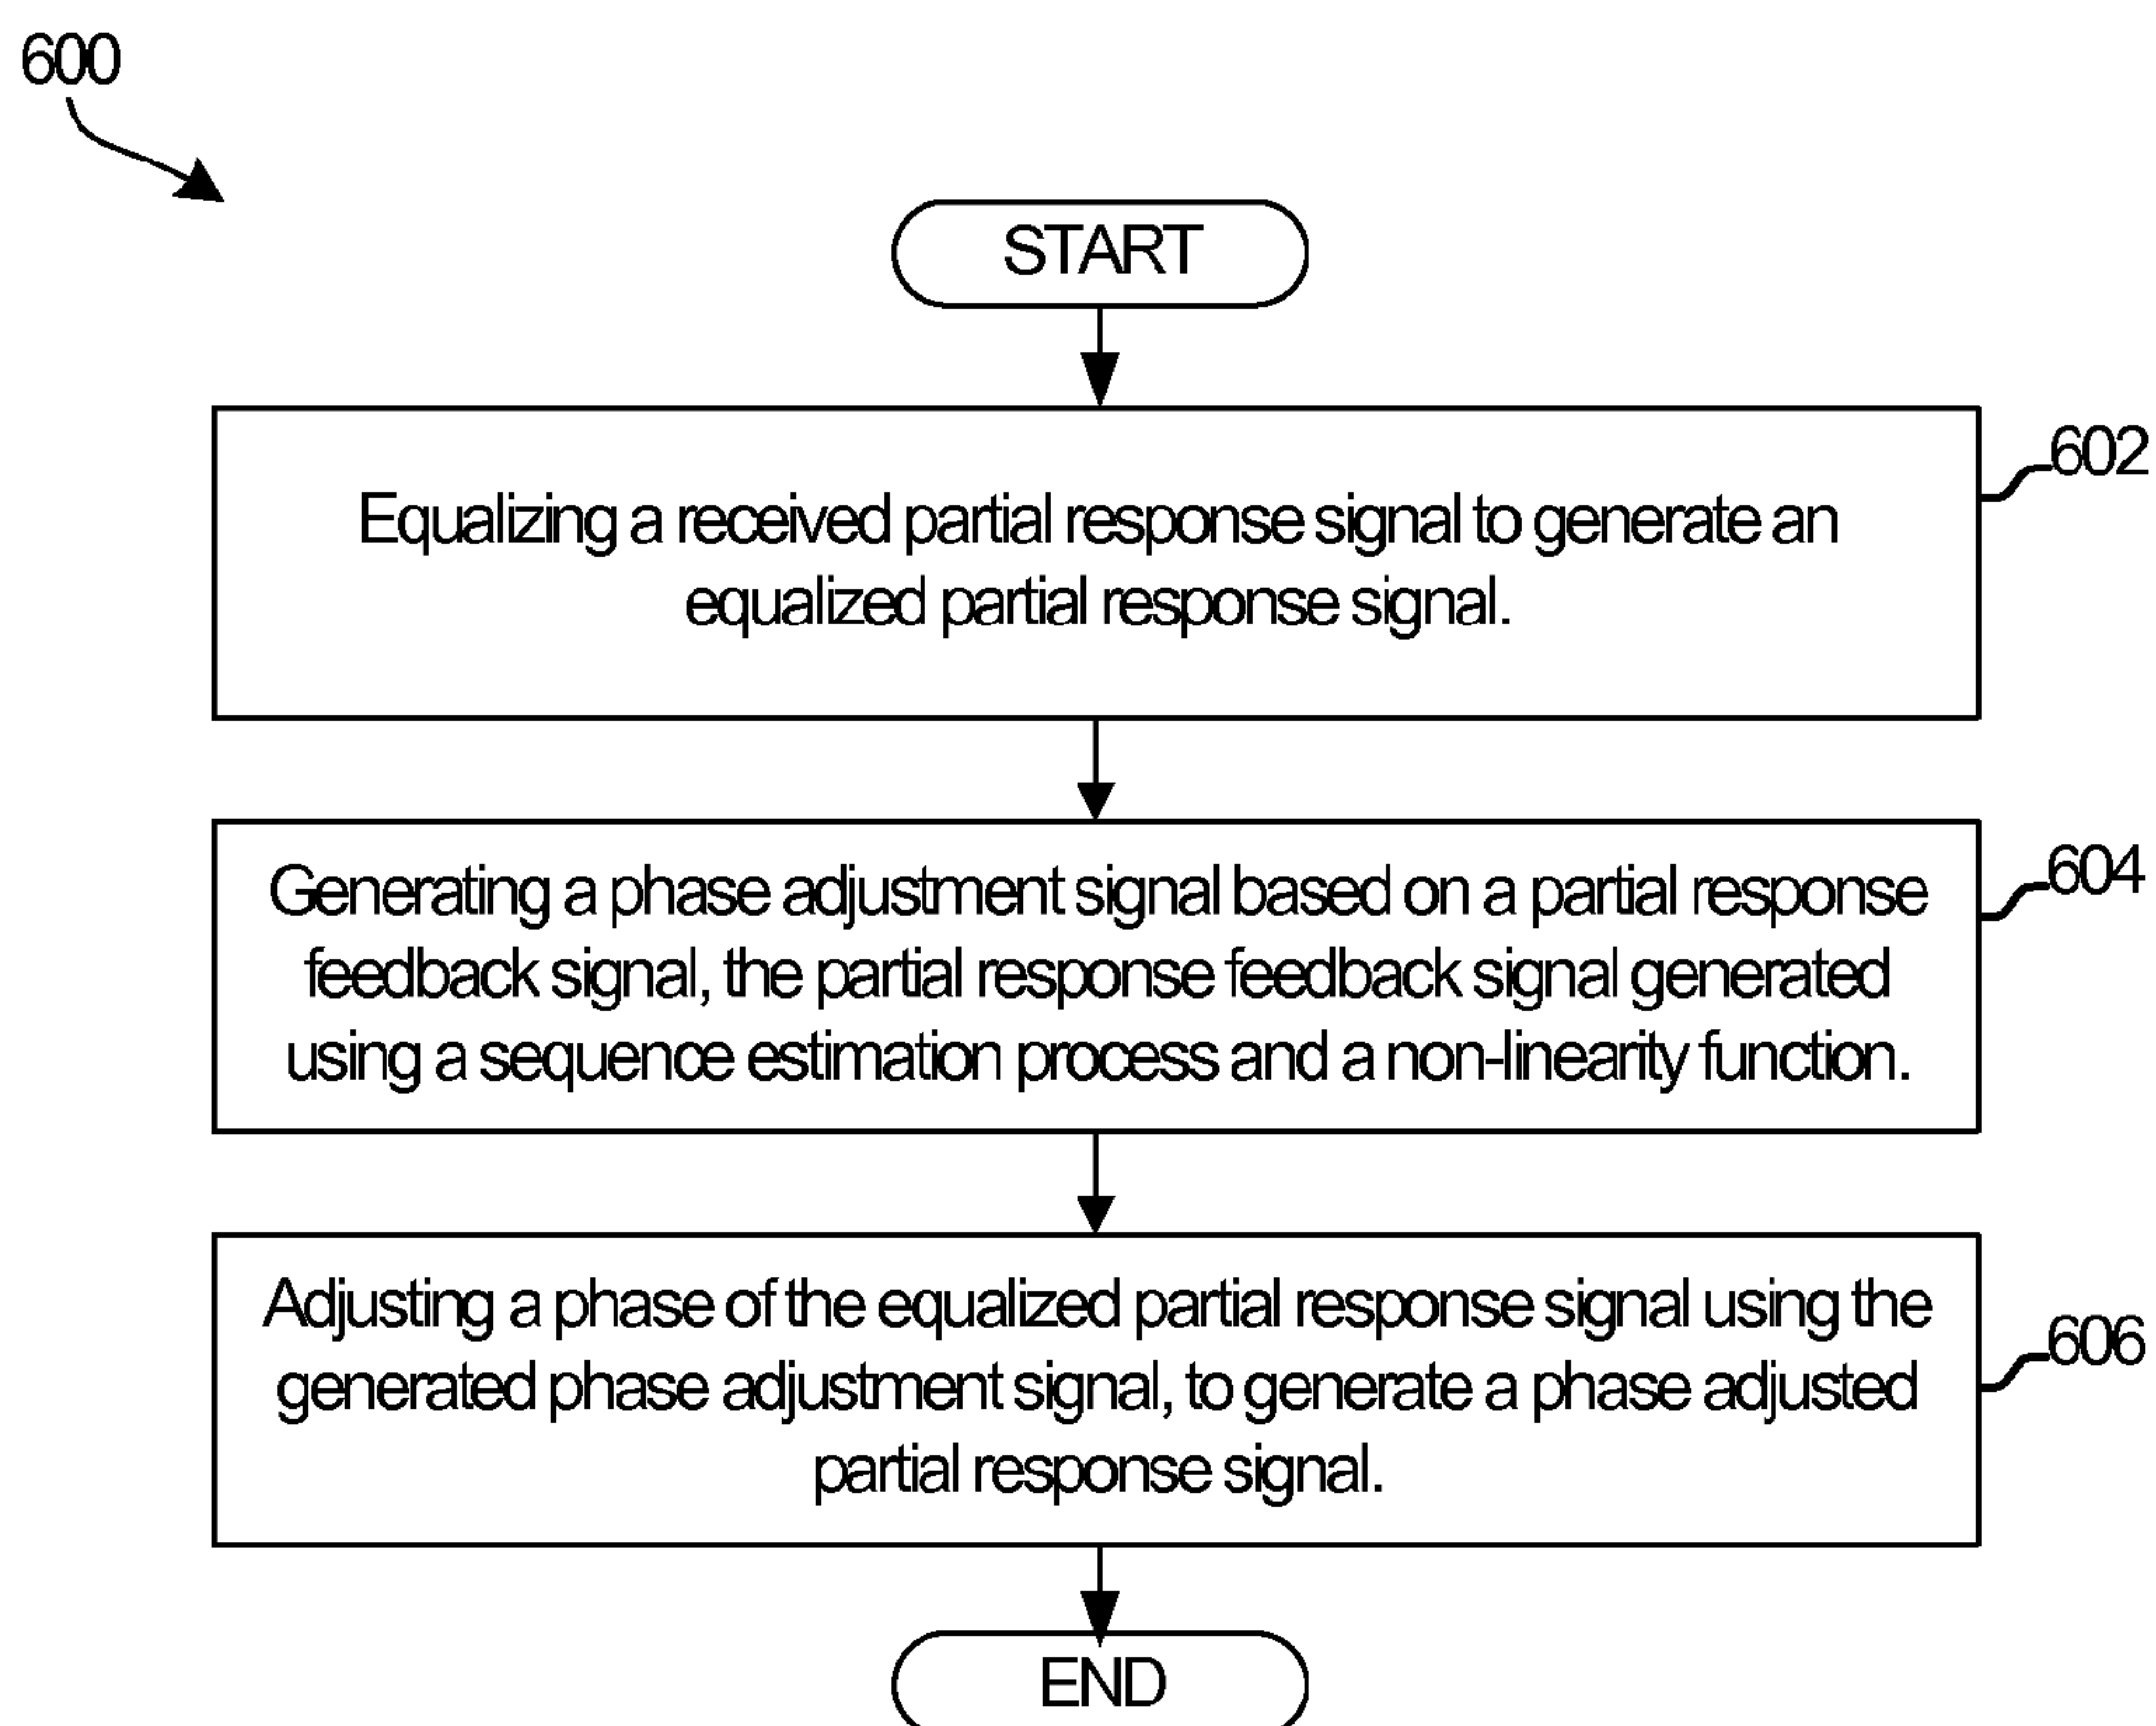 600
START
602
Equalizing a received partial response signal to generate an
equalized partial response signal.
604
Generating a phase adjustment signal based on a partial response
feedback signal, the partial response feedback signal generated
using a sequence estimation process and a non-linearity function.
606
Adjusting a phase of the equalized partial response signal using the
generated phase adjustment signal, to generate a phase adjusted
partial response signal.
END